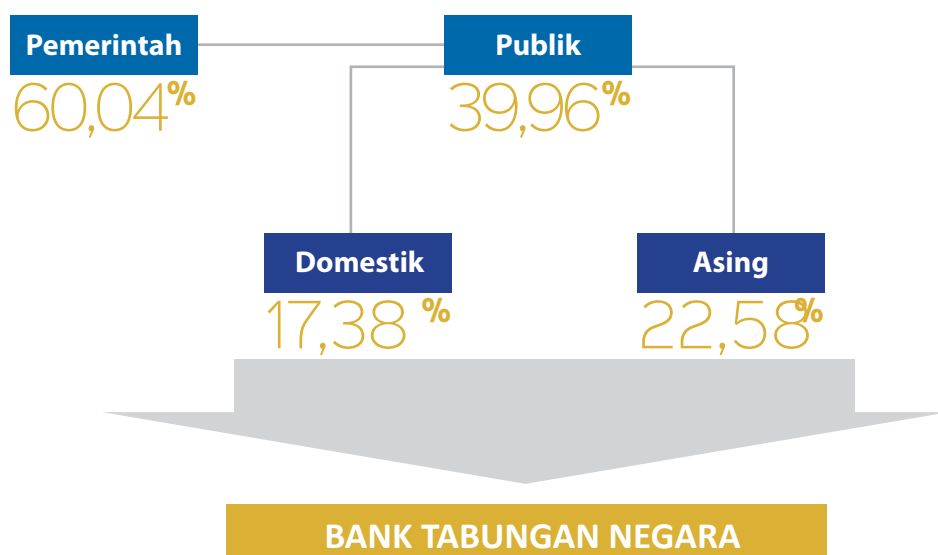 Pemerintah
Publik
60,04%
39,96%
Domestik
Asing
17,38 %
22,58%
BANK TABUNGAN NEGARA